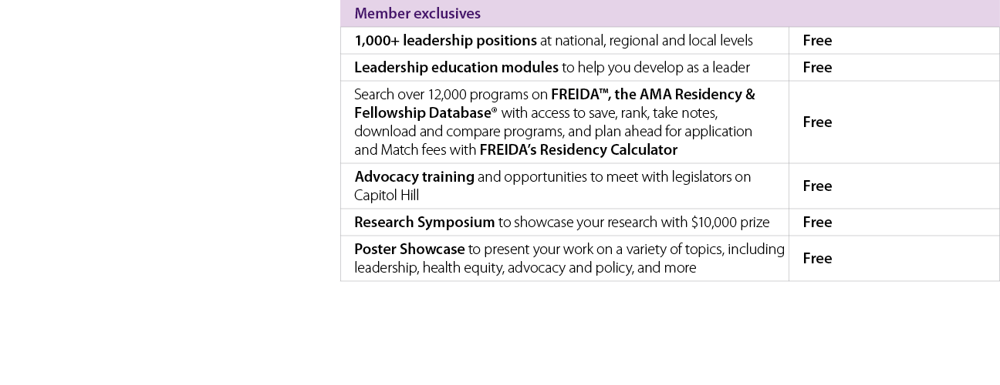 Member exclusives
1,000+ leadership positions at national, regional and local levels
Free
Leadership education modules to help you develop as a leader
Free
Search over 12,000 programs on FREIDA™, the AMA Residency &
Fellowship Database® with access to save, rank, take notes,
download and compare programs, and plan ahead for application
and Match fees with FREIDA’s Residency Calculator
Free
Advocacy training and opportunities to meet with legislators on
Capitol Hill
Free
Research Symposium to showcase your research with $10,000 prize
Free
Poster Showcase to present your work on a variety of topics, including
leadership, health equity, advocacy and policy, and more
Free